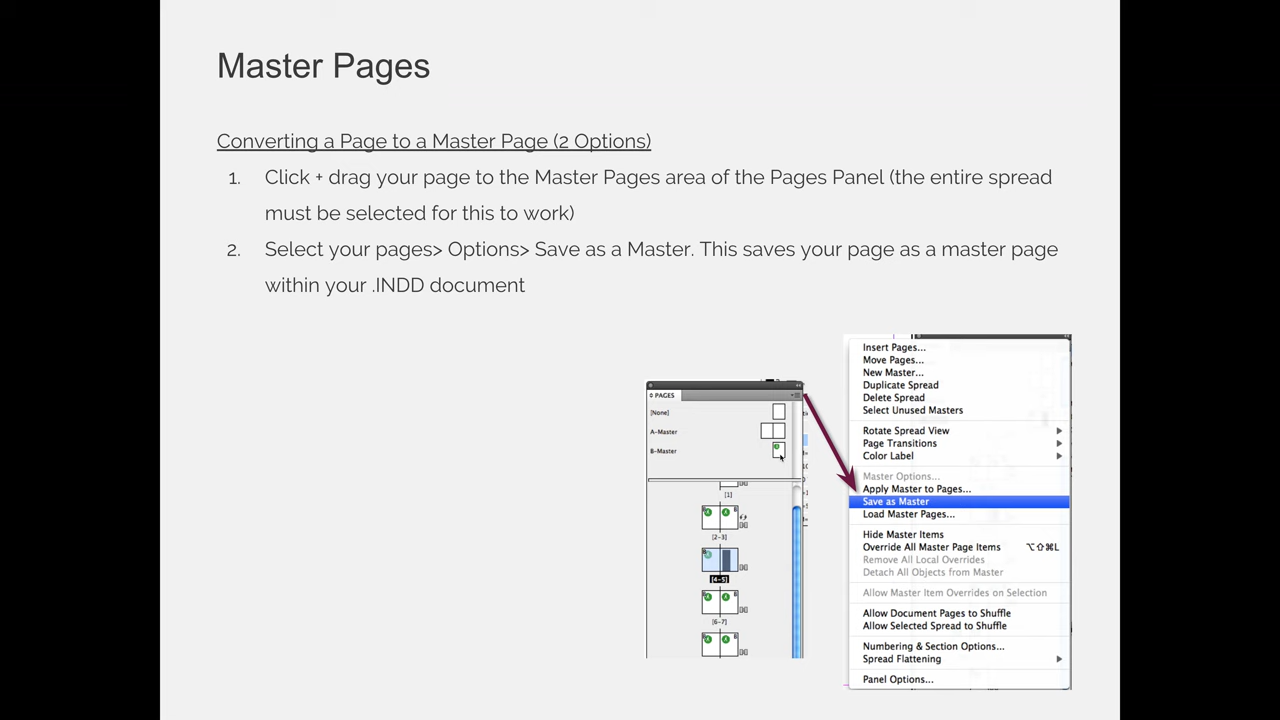 Master Pages
Converting a Page to a Master Page (2 Options)
1. Click + drag your page to the Master Pages area of the Pages Panel (the entire spread
must be selected for this to work)
2. Select your pages> Options> Save as a Master. This saves your page as a master page
within your .INDD document
PAGES
[None]
A-Master
B-Master
[1]
[2-3]
[4-5]
[6-7]
Insert Pages...
Move Pages...
New Master...
Duplicate Spread
Delete Spread
Select Unused Masters
Rotate Spread View
Page Transitions
Color Label
Master Options...
Apply Master to Pages...
Save as Master
Load Master Pages...
Hide Master Items
Override All Master Page Items ⌥⇧⌘L
Remove All Local Overrides
Detach All Objects from Master
Allow Master Item Overrides on Selection
Allow Document Pages to Shuffle
Allow Selected Spread to Shuffle
Numbering & Section Options...
Spread Flattening
Panel Options...